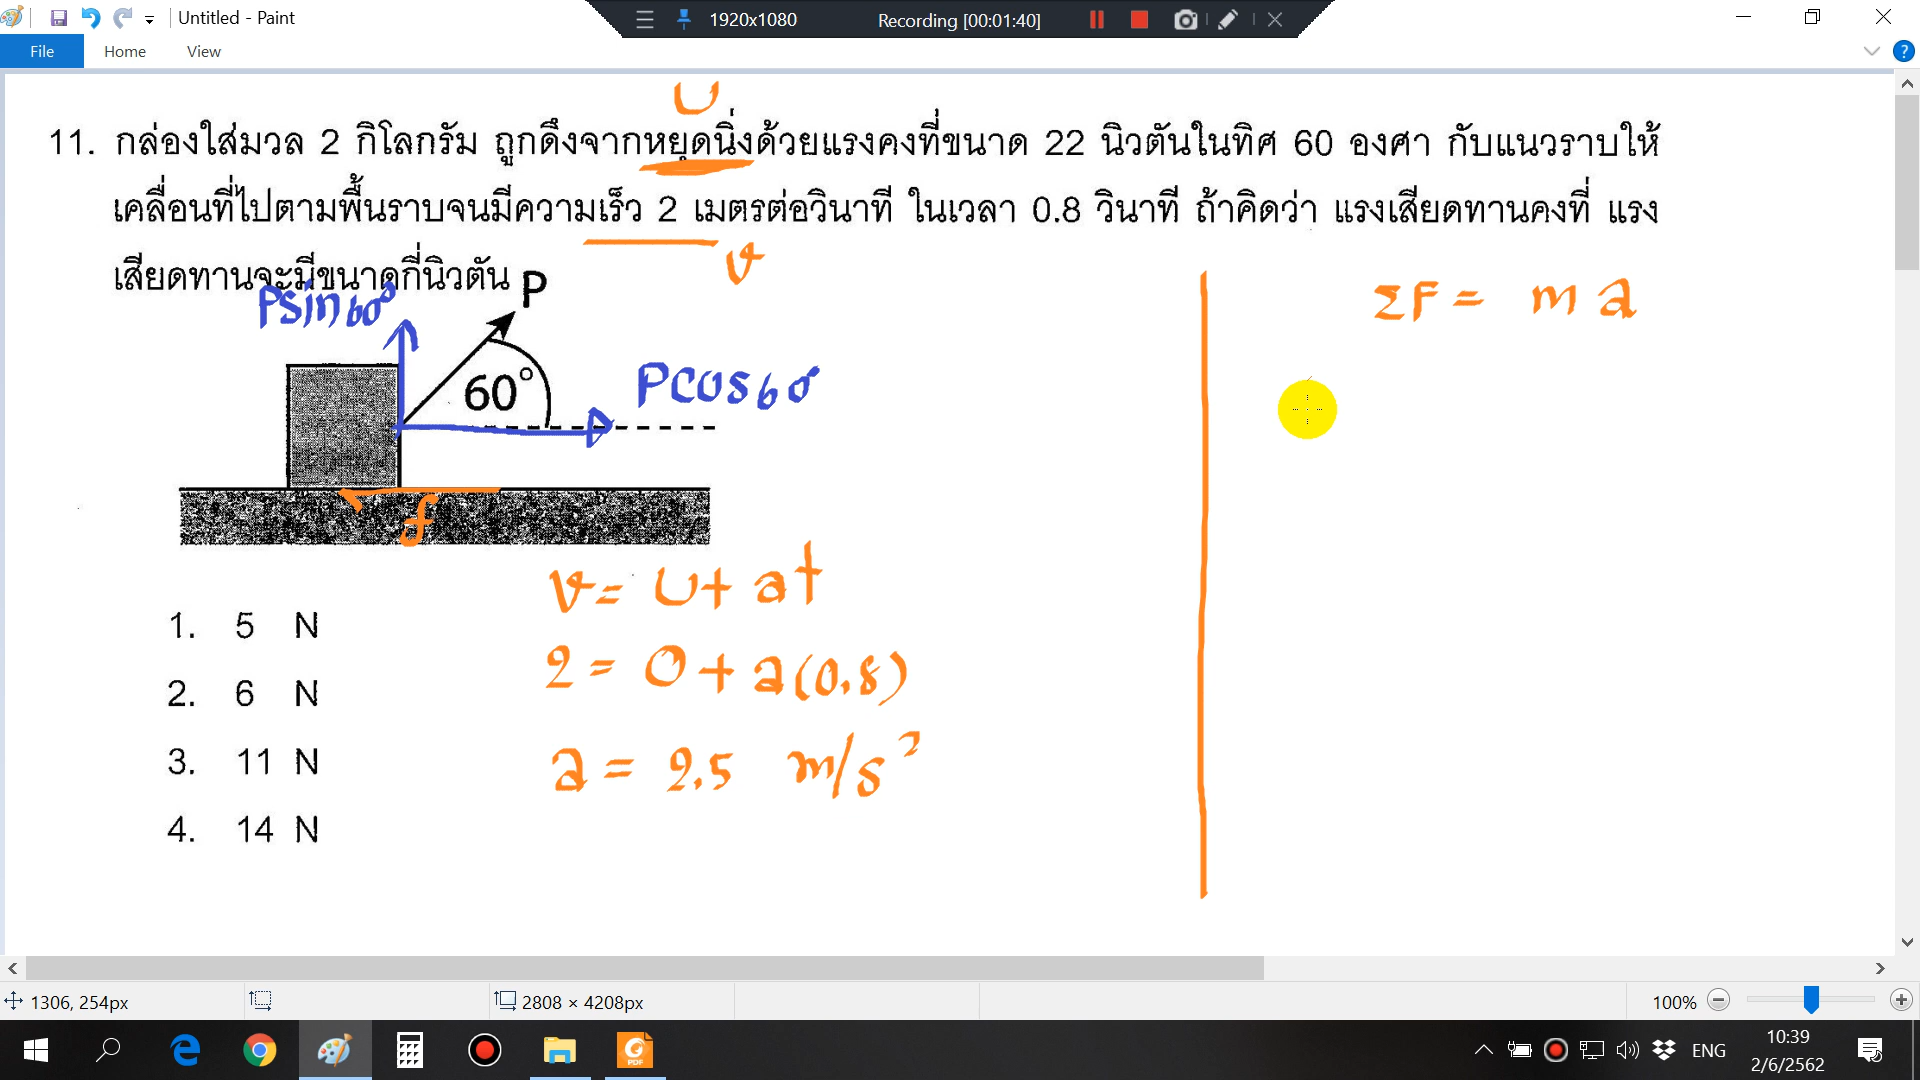 Untitled - Paint
1920x1080
Recording [00:01:40]
File Home View
U
11. กล่องใส่มวล 2 กิโลกรัม ถูกดึงจากหยุดนิ่งด้วยแรงคงที่ขนาด 22 นิวตันในทิศ 60 องศา กับแนวราบให้
เคลื่อนที่ไปตามพื้นราบจนมีความเร็ว 2 เมตรต่อวินาที ในเวลา 0.8 วินาที ถ้าคิดว่า แรงเสียดทานคงที่ แรง
v
เสียดทานจะมีขนาดกี่นิวตัน
P
Psin60°
ΣF = m a
60°
Pcos60°
f
v = U + at
2 = 0 + a(0.8)
a = 2.5 m/s²
1. 5 N
2. 6 N
3. 11 N
4. 14 N
1306, 254px
2808 × 4208px
100%
PDF
ENG
10:39
2/6/2562